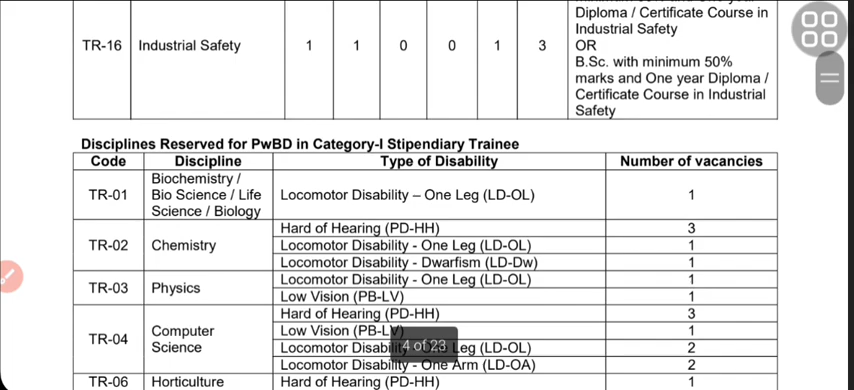 Diploma / Certificate Course in
TR-16 Industrial Safety 1 1 0 0 1 3 Industrial Safety
OR
B.Sc. with minimum 50%
marks and One year Diploma /
Certificate Course in Industrial
Safety
Disciplines Reserved for PwBD in Category-I Stipendiary Trainee
Code Discipline Type of Disability Number of vacancies
TR-01 Biochemistry / Locomotor Disability – One Leg (LD-OL) 1
Bio Science / Life
Science / Biology
TR-02 Chemistry Hard of Hearing (PD-HH) 3
Locomotor Disability - One Leg (LD-OL) 1
Locomotor Disability - Dwarfism (LD-Dw) 1
TR-03 Physics Locomotor Disability - One Leg (LD-OL) 1
Low Vision (PB-LV) 1
TR-04 Computer Hard of Hearing (PD-HH) 3
Science Low Vision (PB-LV) 1
Locomotor Disability - One Leg (LD-OL) 2
Locomotor Disability - One Arm (LD-OA) 2
4 of 23
TR-06 Horticulture Hard of Hearing (PD-HH) 1